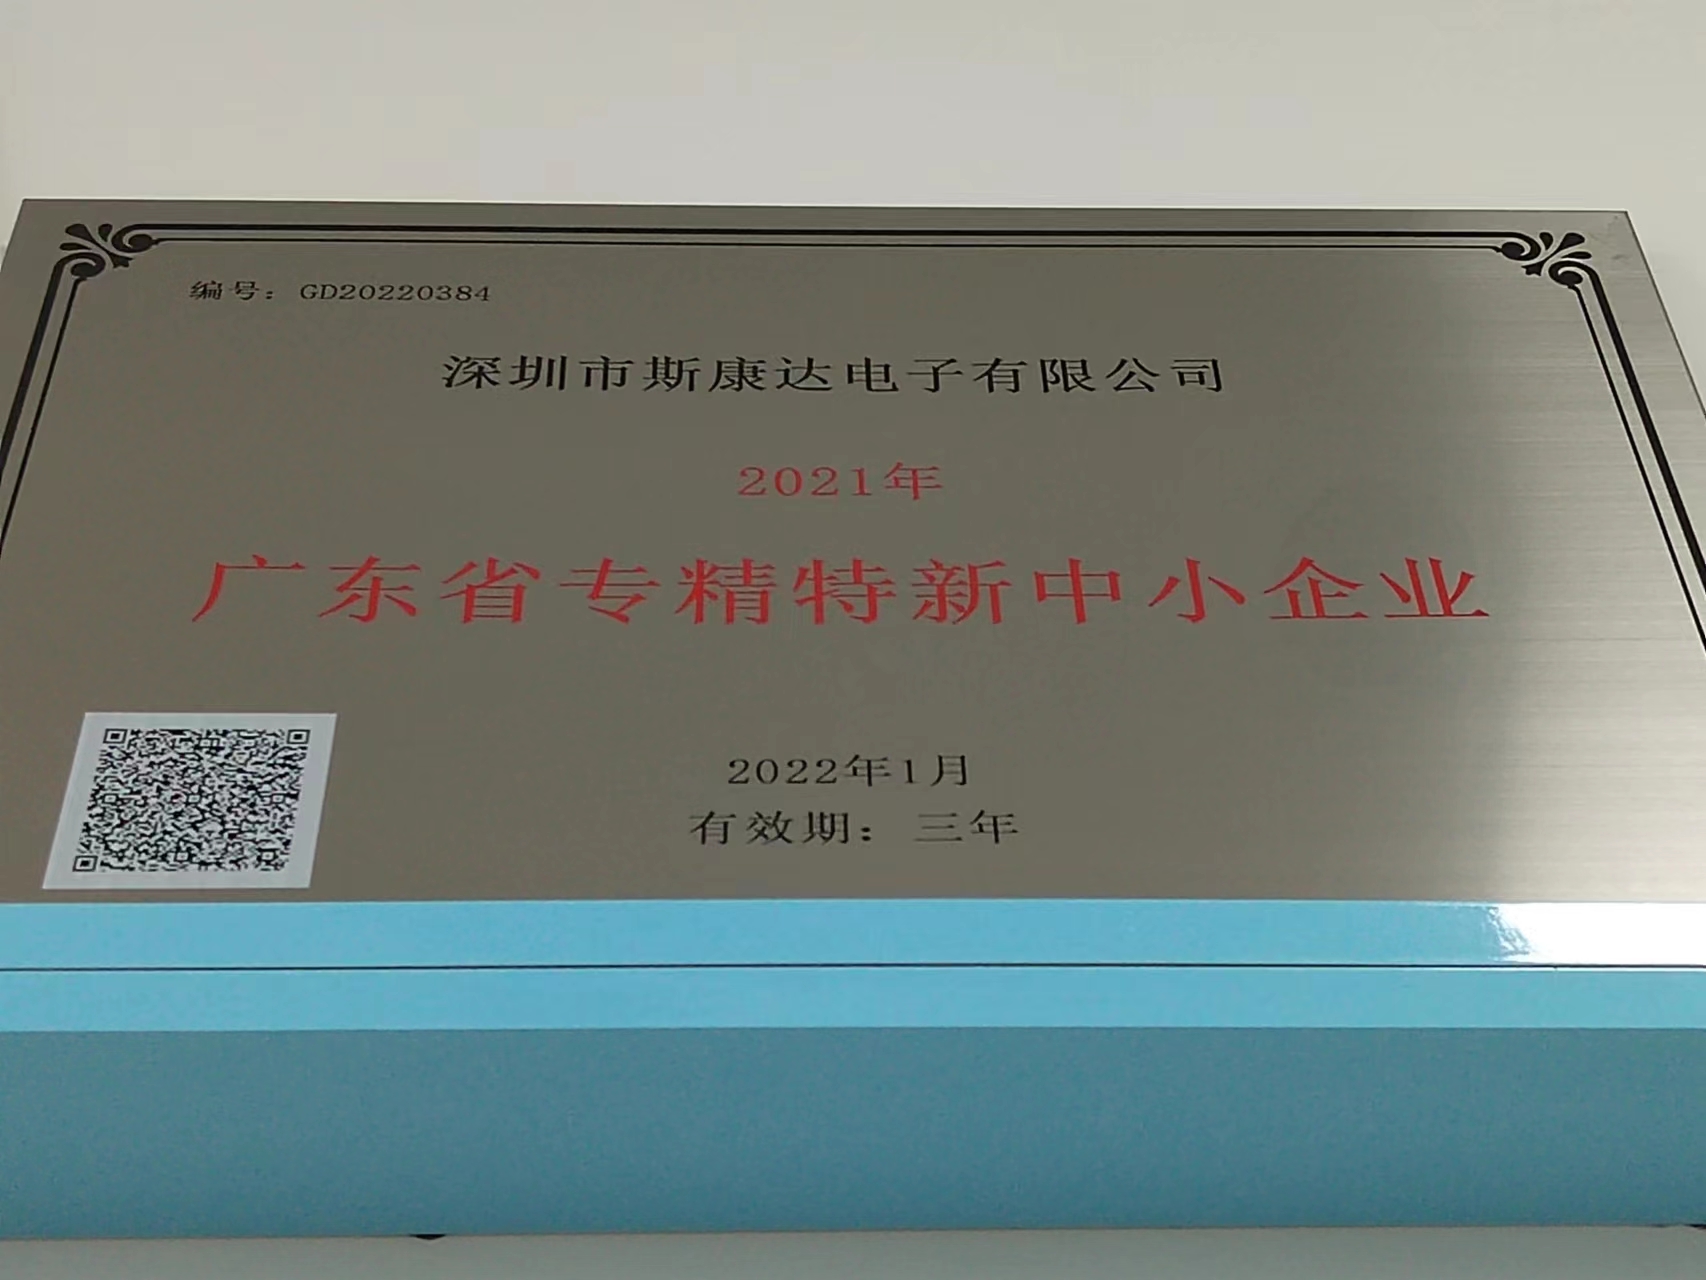 编号：GD20220384
深圳市斯康达电子有限公司
2021年
广东省专精特新中小企业
2022年1月
有效期：三年